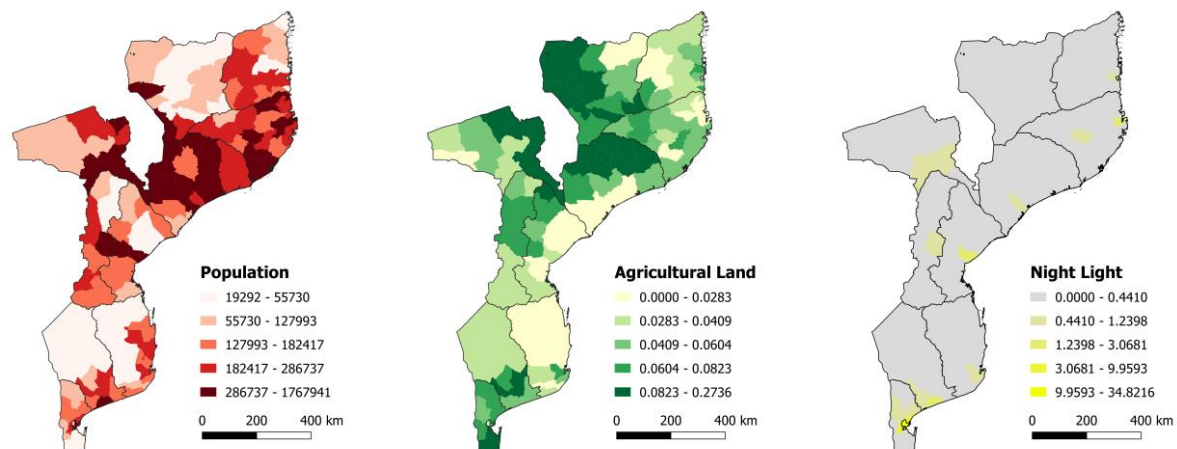 Population
19292 - 55730
55730 - 127993
127993 - 182417
182417 - 286737
286737 - 1767941
0 200 400 km
Agricultural Land
0.0000 - 0.0283
0.0283 - 0.0409
0.0409 - 0.0604
0.0604 - 0.0823
0.0823 - 0.2736
0 200 400 km
Night Light
0.0000 - 0.4410
0.4410 - 1.2398
1.2398 - 3.0681
3.0681 - 9.9593
9.9593 - 34.8216
0 200 400 km